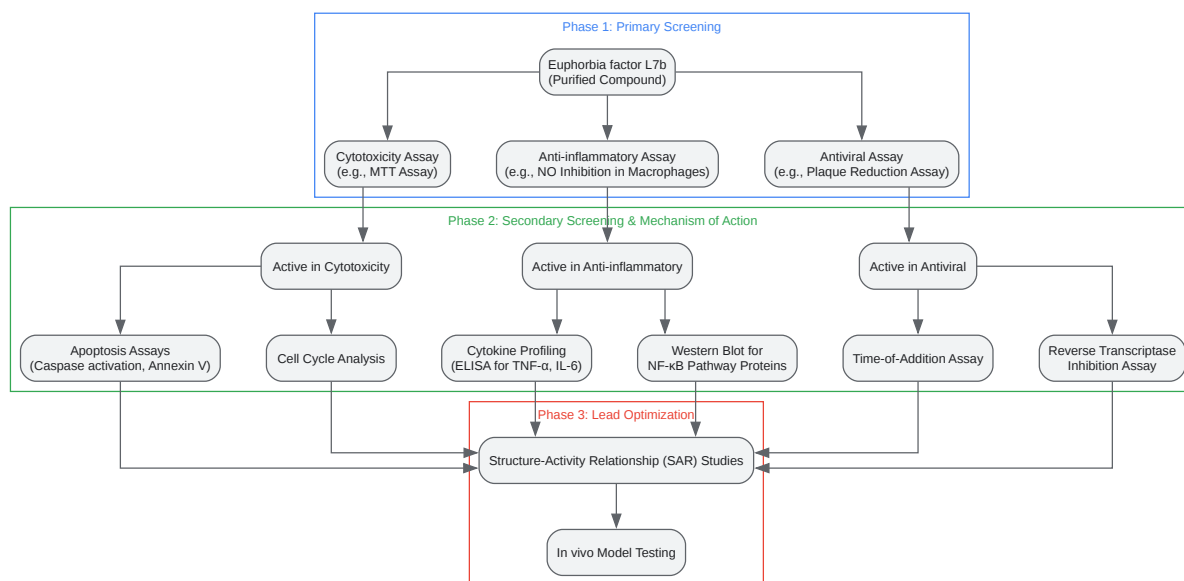 Phase 1: Primary Screening
Euphorbia factor L7b
(Purified Compound)
Cytotoxicity Assay
(e.g., MTT Assay)
Anti-inflammatory Assay
(e.g., NO Inhibition in Macrophages)
Antiviral Assay
(e.g., Plaque Reduction Assay)
Phase 2: Secondary Screening & Mechanism of Action
Active in Cytotoxicity
Active in Anti-inflammatory
Active in Antiviral
Apoptosis Assays
(Caspase activation, Annexin V)
Cell Cycle Analysis
Cytokine Profiling
(ELISA for TNF-α, IL-6)
Western Blot for
NF-κB Pathway Proteins
Time-of-Addition Assay
Reverse Transcriptase
Inhibition Assay
Phase 3: Lead Optimization
Structure-Activity Relationship (SAR) Studies
In vivo Model Testing